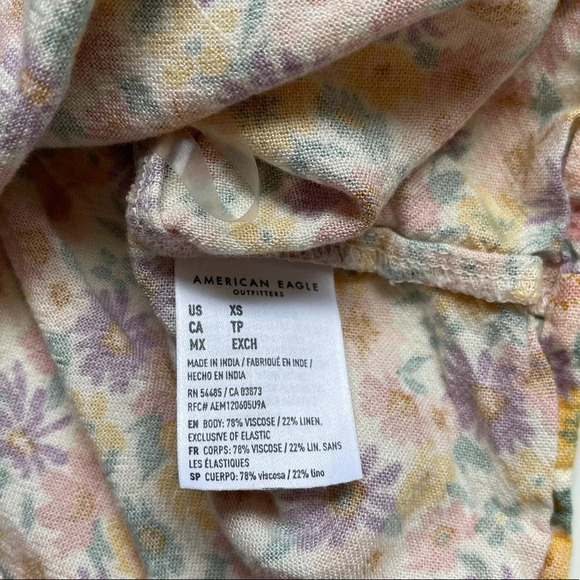 AMERICAN EAGLE
OUTFITTERS
US XS
CA TP
MX EXCH
MADE IN INDIA / FABRIQUÉ EN INDE /
HECHO EN INDIA
RN 54485 / CA 03873
RFC# AEM120605U9A
EN BODY: 78% VISCOSE / 22% LINEN.
EXCLUSIVE OF ELASTIC
FR CORPS: 78% VISCOSE / 22% LIN. SANS
LES ÉLASTIQUES
SP CUERPO: 78% viscosa / 22% lino